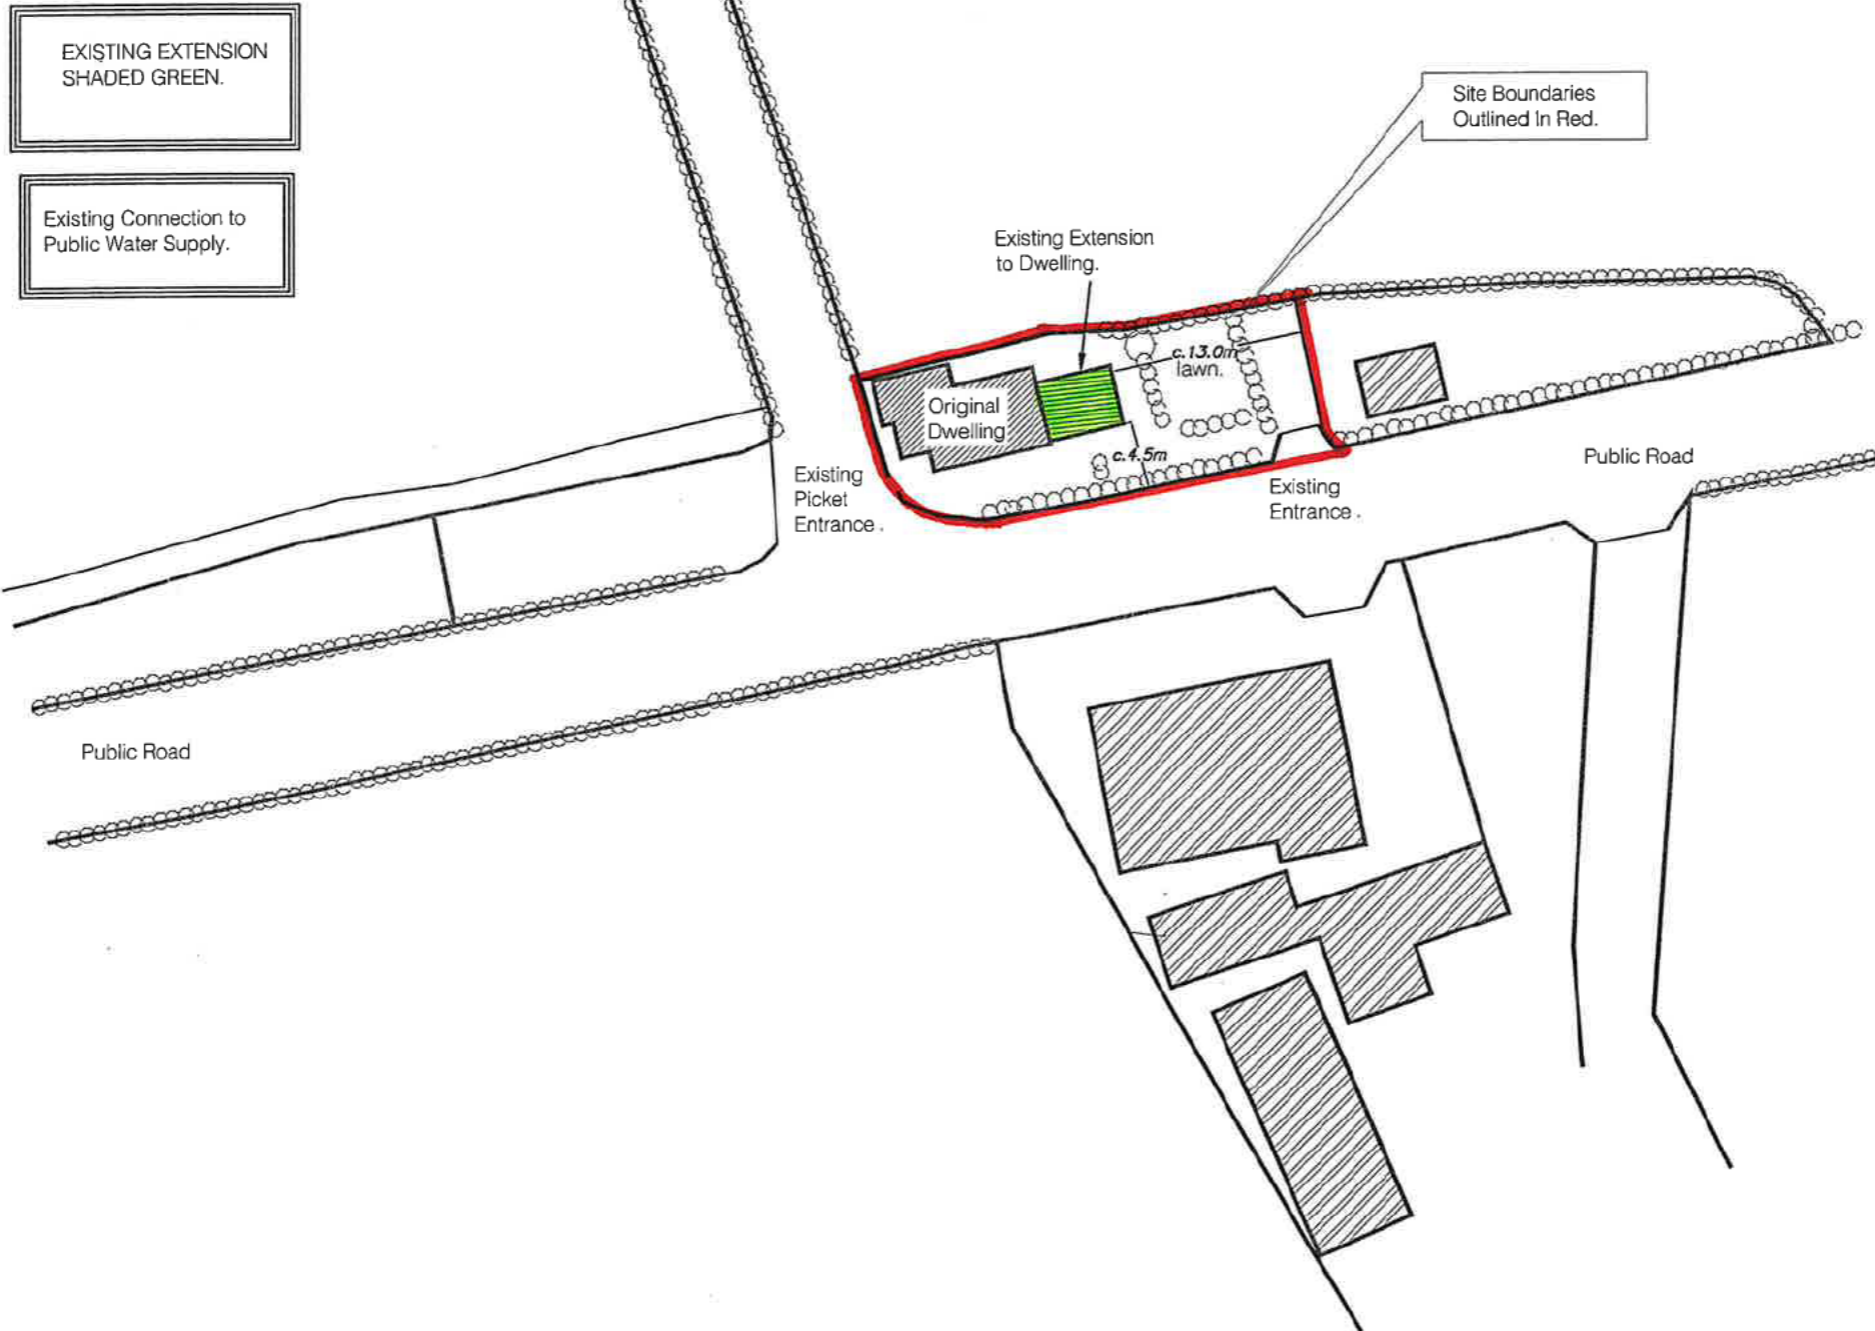 EXISTING EXTENSION
SHADED GREEN.
Existing Connection to
Public Water Supply.
Site Boundaries
Outlined In Red.
Existing Extension
to Dwelling.
c.13.0m
lawn.
Original
Dwelling
c.4.5m
Existing
Picket
Entrance .
Existing
Entrance .
Public Road
Public Road